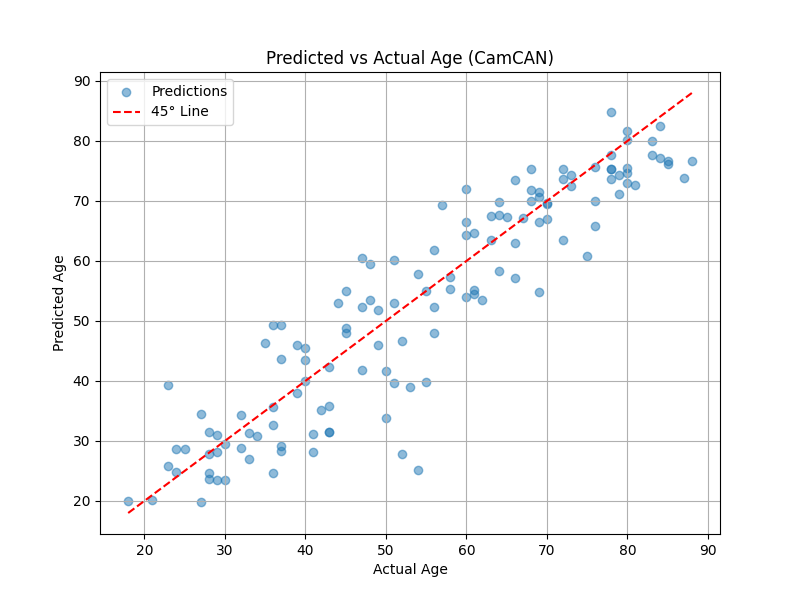 Predicted vs Actual Age (CamCAN)
Predictions
45° Line
90
80
70
60
50
40
30
20
Predicted Age
20 30 40 50 60 70 80 90
Actual Age